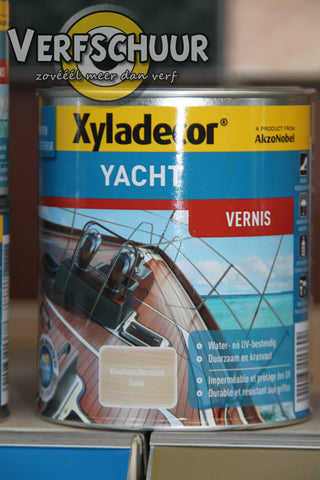 VERFSCHUUR
zovééél meer dan verf
Xyladecor®
A PRODUCT FROM
AkzoNobel
YACHT
VERNIS
Kleurloos/Incolore
Satin
Water- en UV-bestendig
Duurzaam en krasvast
Imperméable et protège des UV
Durable et résistant aux griffes